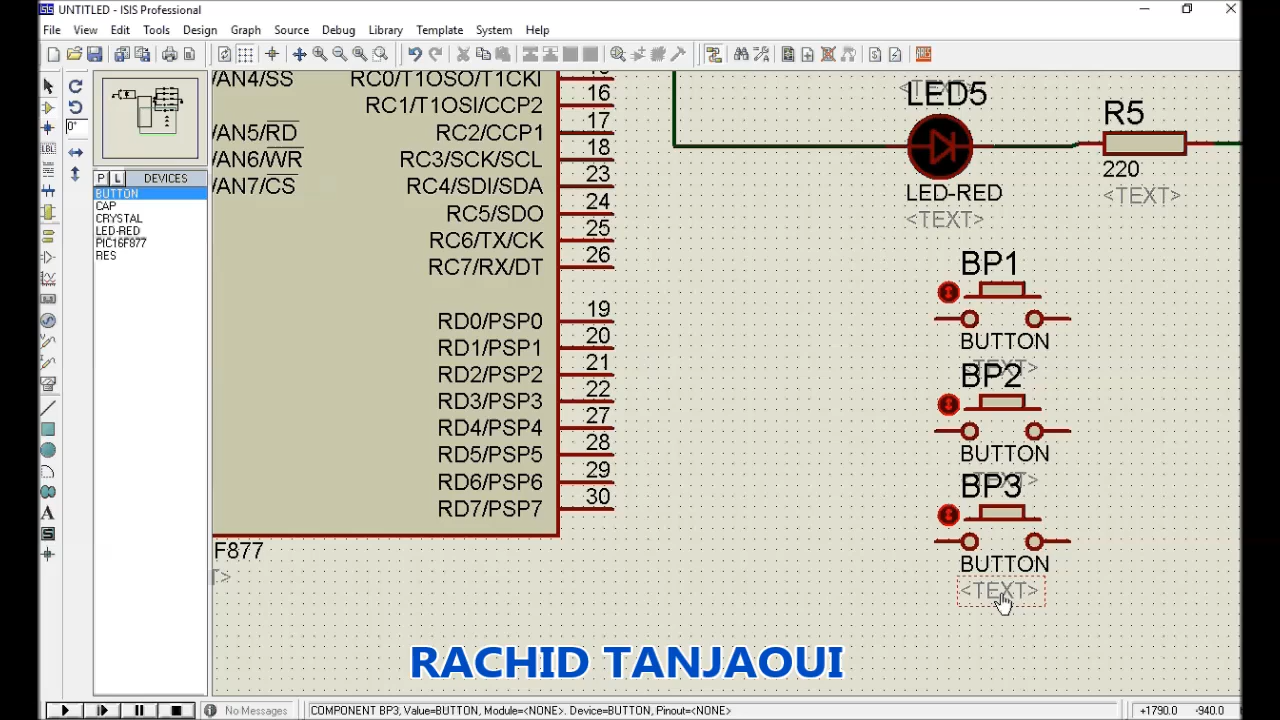 UNTITLED - ISIS Professional
File View Edit Tools Design Graph Source Debug Library Template System Help
P L DEVICES
BUTTON
CAP
CRYSTAL
LED-RED
PIC16F877
RES
0°
LBL
A
S
/AN4/SS
/AN5/RD
/AN6/WR
/AN7/CS
RC0/T1OSO/T1CKI
RC1/T1OSI/CCP2 16
RC2/CCP1 17
RC3/SCK/SCL 18
RC4/SDI/SDA 23
RC5/SDO 24
RC6/TX/CK 25
RC7/RX/DT 26
RD0/PSP0 19
RD1/PSP1 20
RD2/PSP2 21
RD3/PSP3 22
RD4/PSP4 27
RD5/PSP5 28
RD6/PSP6 29
RD7/PSP7 30
F877
LED5
LED-RED
<TEXT>
R5
220
<TEXT>
BP1
BUTTON
<TEXT>
BP2
BUTTON
<TEXT>
BP3
BUTTON
<TEXT>
RACHID TANJAOUI
No Messages
COMPONENT BP3, Value=BUTTON, Module=<NONE>. Device=BUTTON, Pinout=<NONE>
+1790.0 -940.0